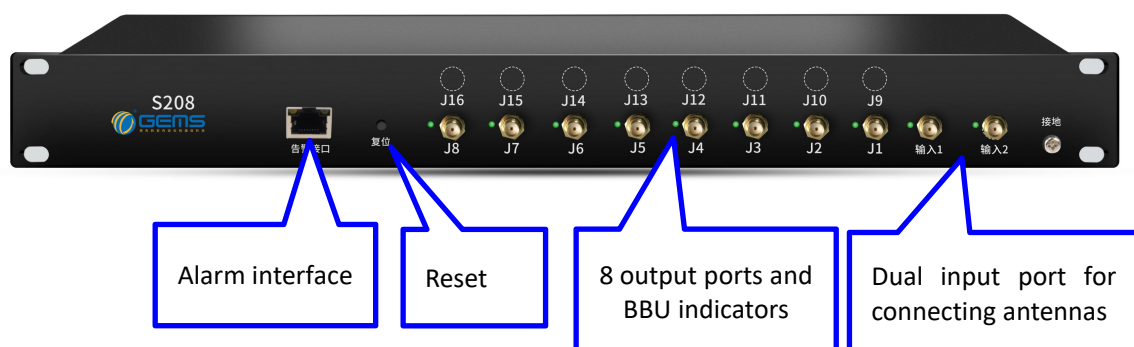 S208
GEMS
J16 J15 J14 J13 J12 J11 J10 J9
J8 J7 J6 J5 J4 J3 J2 J1 输入1 输入2
接地
复位
Alarm interface
Reset
8 output ports and
BBU indicators
Dual input port for
connecting antennas